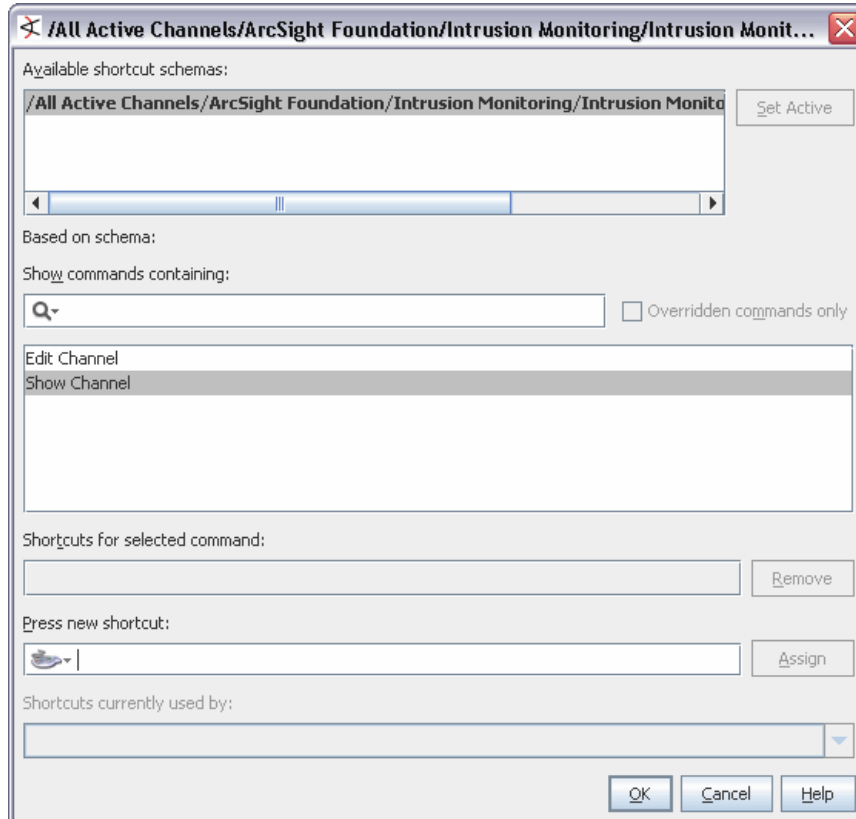 /All Active Channels/ArcSight Foundation/Intrusion Monitoring/Intrusion Monit...
Available shortcut schemas:
/All Active Channels/ArcSight Foundation/Intrusion Monitoring/Intrusion Monito
Set Active
Based on schema:
Show commands containing:
Overridden commands only
Edit Channel
Show Channel
Shortcuts for selected command:
Remove
Press new shortcut:
Assign
Shortcuts currently used by:
OK Cancel Help